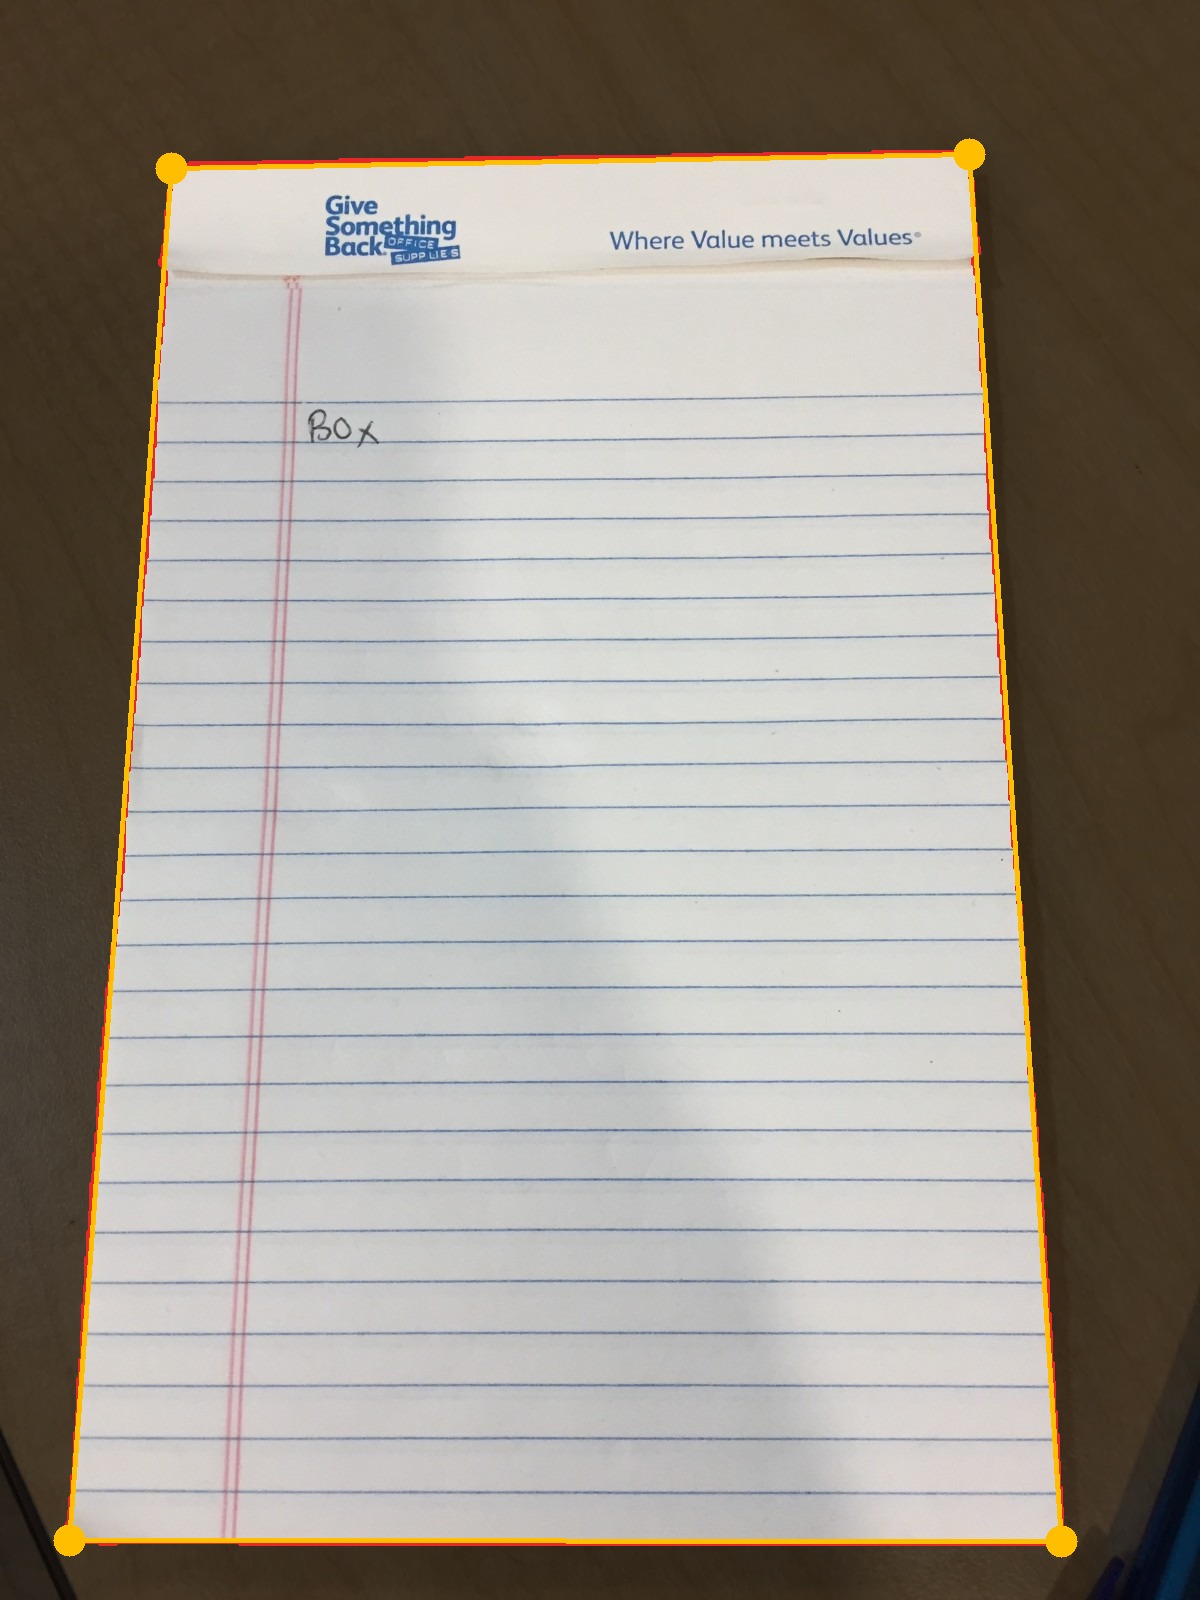 Give
Something
Back®
OFFICE
SUPPLIES
Where Value meets Values®
BOX